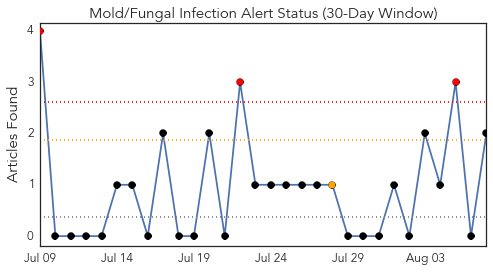 Mold/Fungal Infection Alert Status (30-Day Window)
Articles Found
4
3
2
1
0
Jul 09 Jul 14 Jul 19 Jul 24 Jul 29 Aug 03